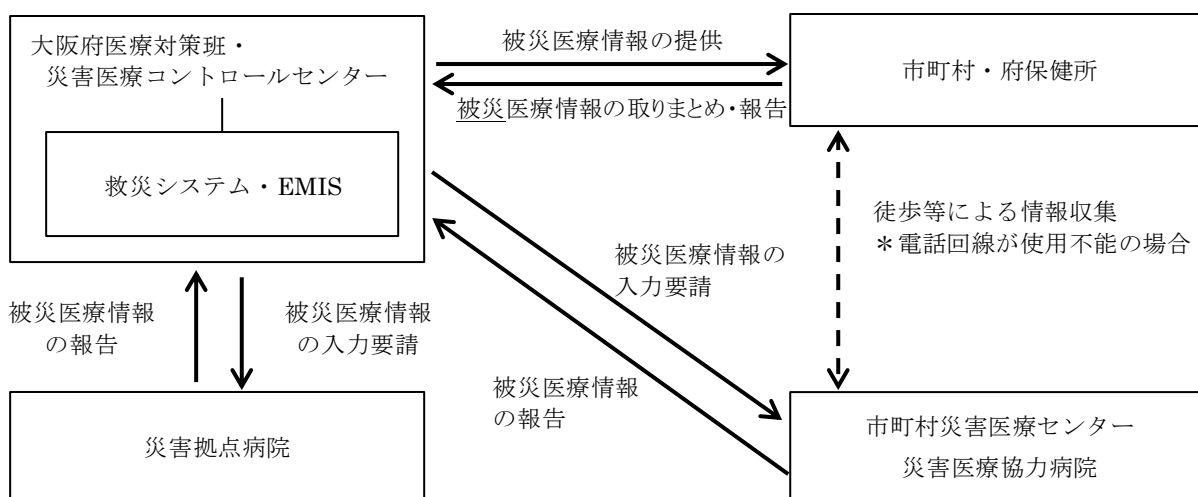 大阪府医療対策班・
災害医療コントロールセンター
救災システム・EMIS
被災医療情報の提供
被災医療情報の取りまとめ・報告
市町村・府保健所
徒歩等による情報収集
＊電話回線が使用不能の場合
被災医療情報の
入力要請
被災医療情報
の報告
被災医療情報
の入力要請
被災医療情報
の報告
災害拠点病院
市町村災害医療センター
災害医療協力病院